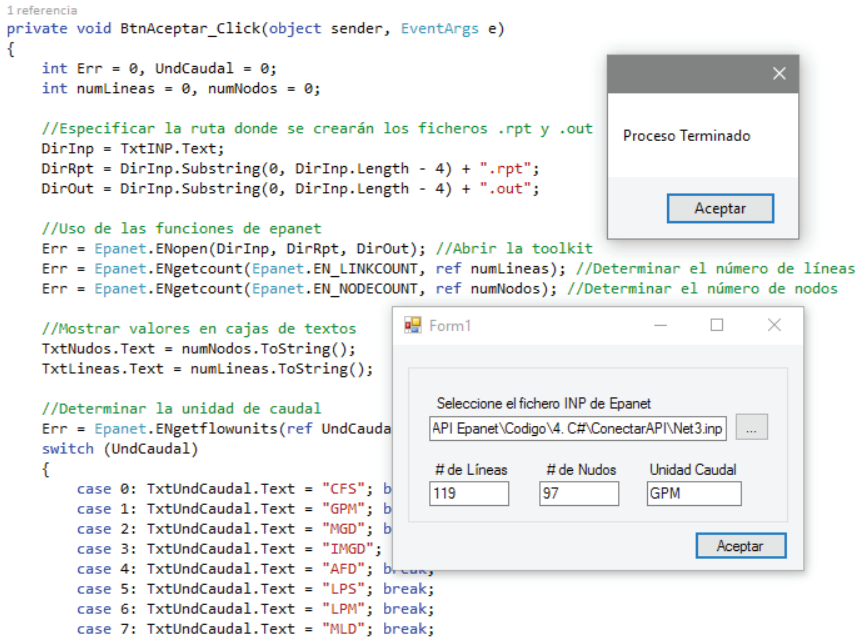 1 referencia
private void BtnAceptar_Click(object sender, EventArgs e)
{
int Err = 0, UndCaudal = 0;
int numLineas = 0, numNodos = 0;
//Especificar la ruta donde se crearán los ficheros .rpt y .out
DirInp = TxtINP.Text;
DirRpt = DirInp.Substring(0, DirInp.Length - 4) + ".rpt";
DirOut = DirInp.Substring(0, DirInp.Length - 4) + ".out";
//Uso de las funciones de epanet
Err = Epanet.ENopen(DirInp, DirRpt, DirOut); //Abrir la toolkit
Err = Epanet.ENgetcount(Epanet.EN_LINKCOUNT, ref numLineas); //Determinar el número de líneas
Err = Epanet.ENgetcount(Epanet.EN_NODECOUNT, ref numNodos); //Determinar el número de nodos
//Mostrar valores en cajas de textos
TxtNudos.Text = numNodos.ToString();
TxtLineas.Text = numLineas.ToString();
//Determinar la unidad de caudal
Err = Epanet.ENgetflowunits(ref UndCauda
switch (UndCaudal)
{
case 0: TxtUndCaudal.Text = "CFS"; b
case 1: TxtUndCaudal.Text = "GPM"; b
case 2: TxtUndCaudal.Text = "MGD"; b
case 3: TxtUndCaudal.Text = "IMGD";
case 4: TxtUndCaudal.Text = "AFD"; break;
case 5: TxtUndCaudal.Text = "LPS"; break;
case 6: TxtUndCaudal.Text = "LPM"; break;
case 7: TxtUndCaudal.Text = "MLD"; break;
Proceso Terminado
Aceptar
Form1
Seleccione el fichero INP de Epanet
API Epanet\Codigo\4. C#\ConectarAPI\Net3.inp ...
# de Líneas # de Nudos Unidad Caudal
119 97 GPM
Aceptar